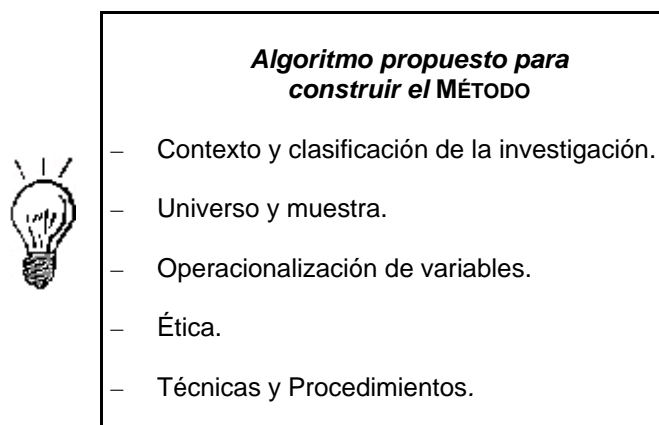 Algoritmo propuesto para
construir el MÉTODO
– Contexto y clasificación de la investigación.
– Universo y muestra.
– Operacionalización de variables.
– Ética.
– Técnicas y Procedimientos.